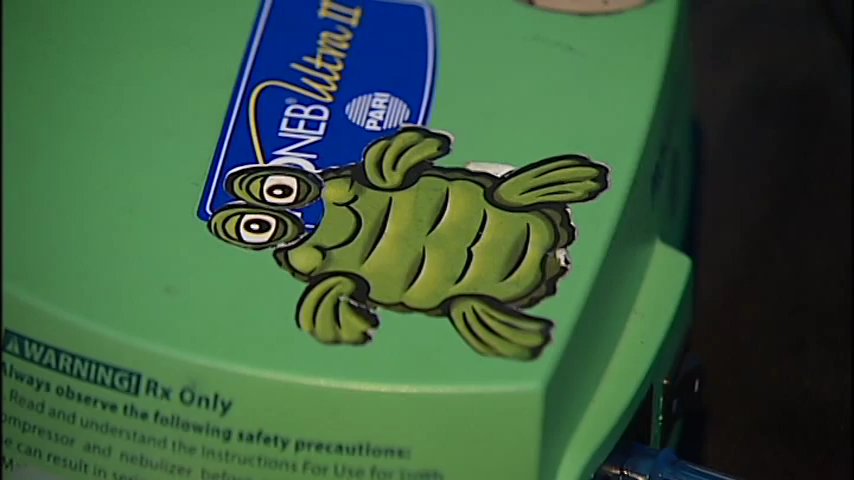 NEB® Ultra II
PARI
WARNING! Rx Only
Always observe the following safety precautions:
Read and understand the Instructions For Use for both
compressor and nebulizer before
can result in